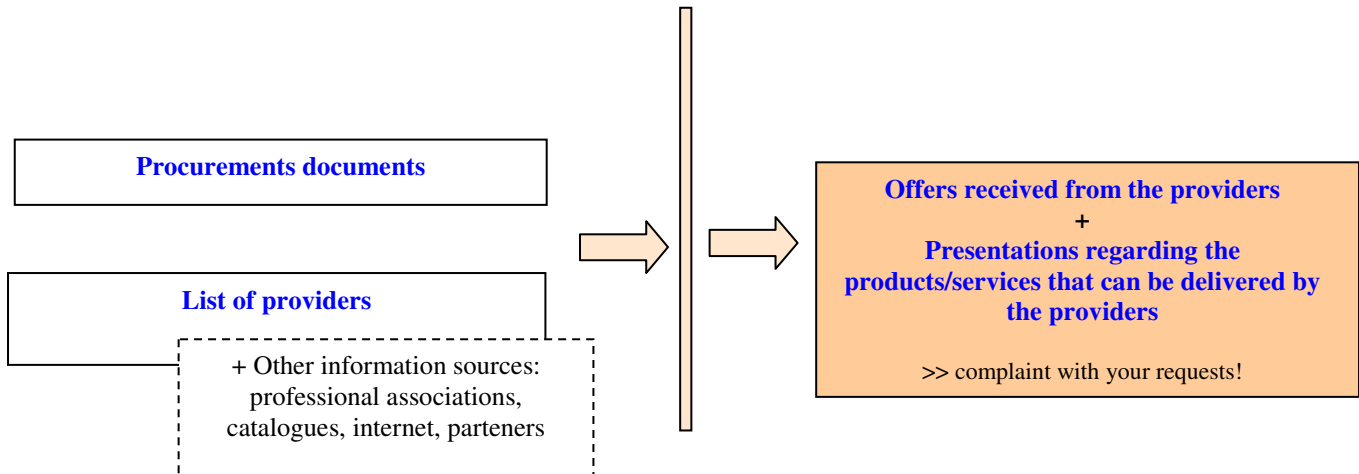 Procurements documents
List of providers
+ Other information sources:
professional associations,
catalogues, internet, parteners
Offers received from the providers
+
Presentations regarding the
products/services that can be delivered by
the providers
>> complaint with your requests!